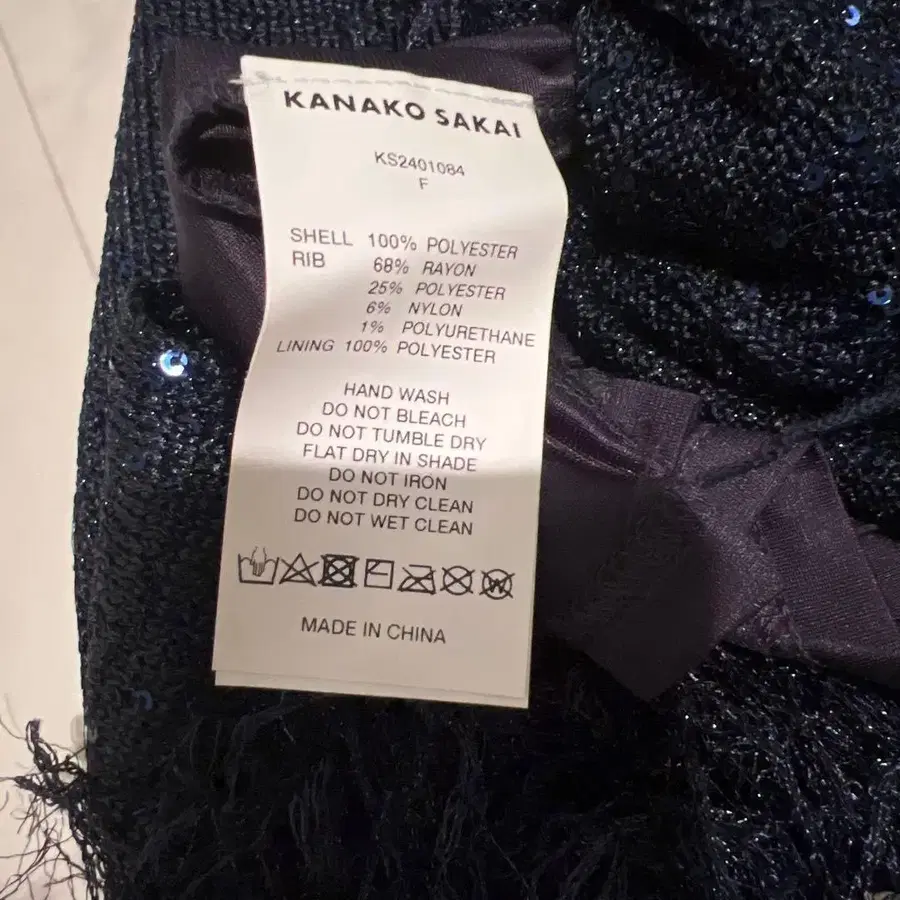 KANAKO SAKAI
KS2401084
F
SHELL 100% POLYESTER
RIB 68% RAYON
25% POLYESTER
6% NYLON
1% POLYURETHANE
LINING 100% POLYESTER
HAND WASH
DO NOT BLEACH
DO NOT TUMBLE DRY
FLAT DRY IN SHADE
DO NOT IRON
DO NOT DRY CLEAN
DO NOT WET CLEAN
W
MADE IN CHINA